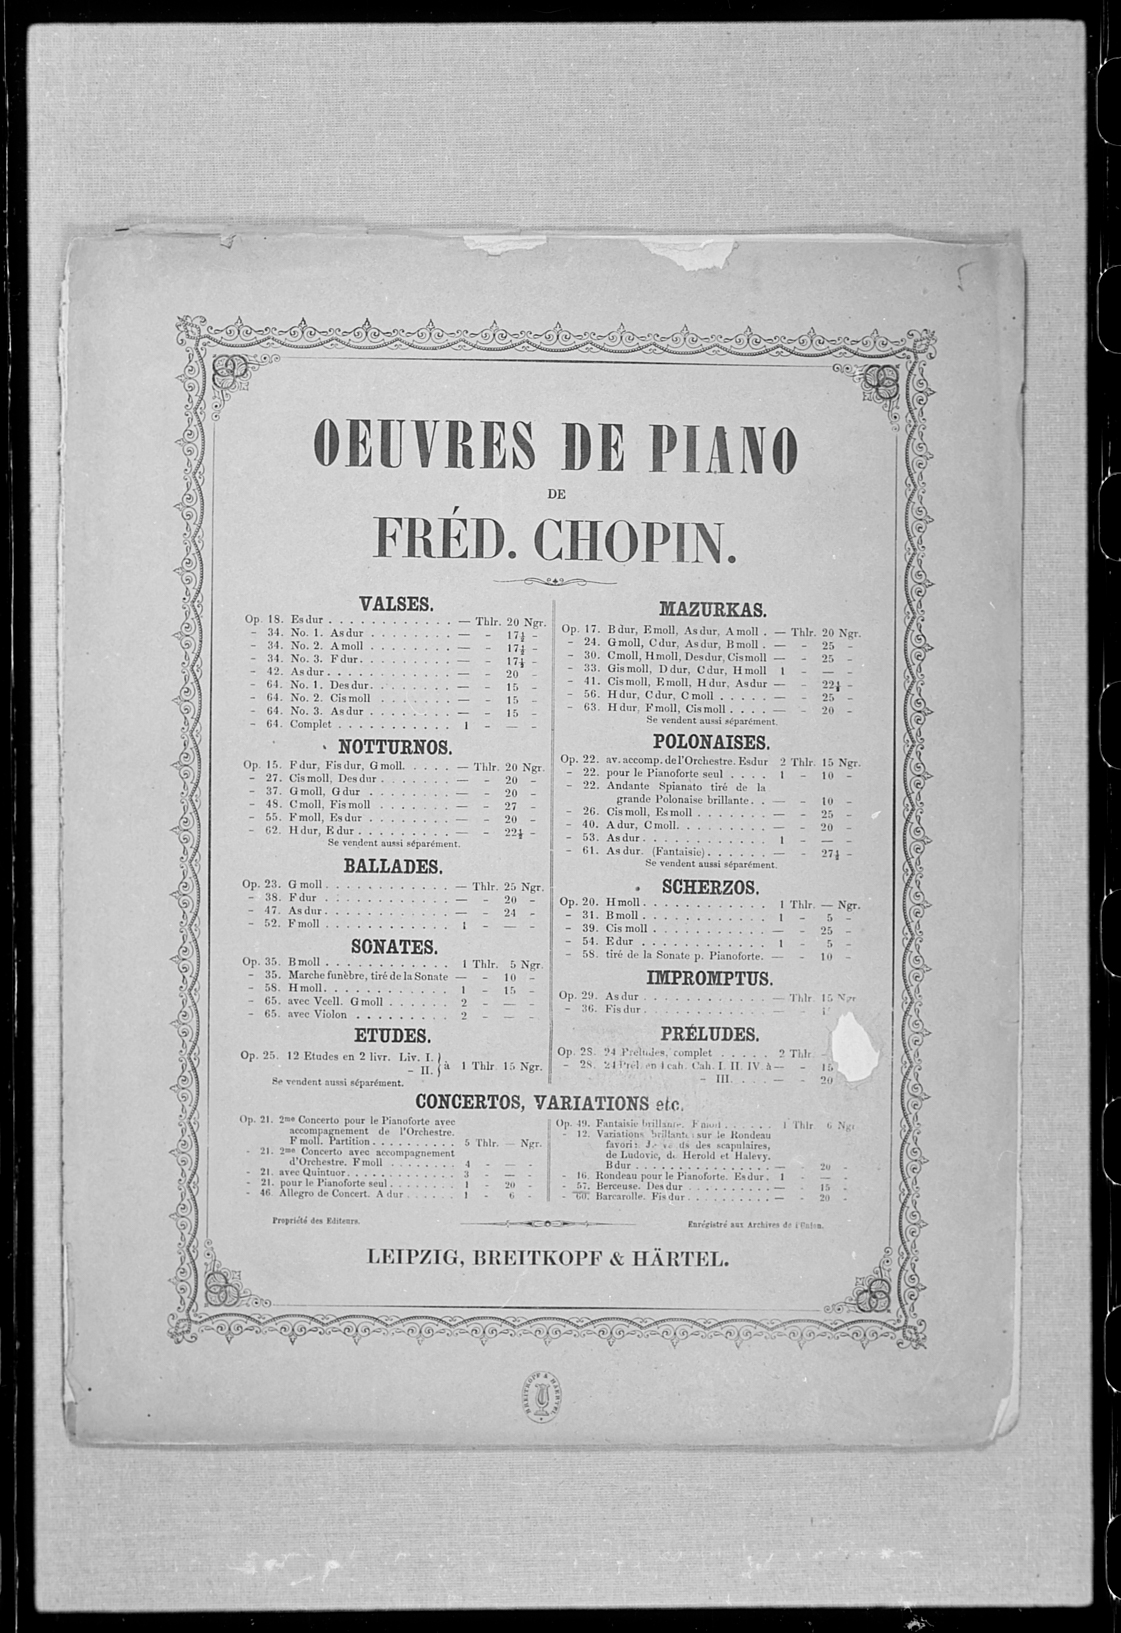 OEUVRES DE PIANO
DE
FRÉD. CHOPIN.
VALSES.
Op. 18. Es dur . . . . . . . . . . . . — Thlr. 20 Ngr.
- 34. No. 1. As dur . . . . . . . . — - 17½ -
- 34. No. 2. A moll . . . . . . . . — - 17½ -
- 34. No. 3. F dur. . . . . . . . . — - 17½ -
- 42. As dur . . . . . . . . . . . . — - 20 -
- 64. No. 1. Des dur. . . . . . . . — - 15 -
- 64. No. 2. Cis moll . . . . . . . — - 15 -
- 64. No. 3. As dur . . . . . . . . — - 15 -
- 64. Complet . . . . . . . . . . . 1 - — -
NOTTURNOS.
Op. 15. F dur, Fis dur, G moll. . . . . — Thlr. 20 Ngr.
- 27. Cis moll, Des dur . . . . . . . — - 20 -
- 37. G moll, G dur . . . . . . . . — - 20 -
- 48. C moll, Fis moll . . . . . . . — - 27 -
- 55. F moll, Es dur . . . . . . . . — - 20 -
- 62. H dur, E dur . . . . . . . . . — - 22½ -
Se vendent aussi séparément.
BALLADES.
Op. 23. G moll . . . . . . . . . . . . — Thlr. 25 Ngr.
- 38. F dur . . . . . . . . . . . . — - 20 -
- 47. As dur . . . . . . . . . . . . — - 24 -
- 52. F moll . . . . . . . . . . . . 1 - — -
SONATES.
Op. 35. B moll . . . . . . . . . . . . 1 Thlr. 5 Ngr.
- 35. Marche funèbre, tiré de la Sonate — - 10 -
- 58. H moll. . . . . . . . . . . . 1 - 15 -
- 65. avec Vcell. G moll . . . . . . 2 - — -
- 65. avec Violon . . . . . . . . . 2 - — -
ETUDES.
Op. 25. 12 Etudes en 2 livr. Liv. I. } à 1 Thlr. 15 Ngr.
- II. }
Se vendent aussi séparément.
MAZURKAS.
Op. 17. B dur, E moll, As dur, A moll . — Thlr. 20 Ngr.
- 24. G moll, C dur, As dur, B moll . — - 25 -
- 30. C moll, H moll, Des dur, Cis moll — - 25 -
- 33. Gis moll, D dur, C dur, H moll 1 - — -
- 41. Cis moll, E moll, H dur, As dur — - 22½ -
- 56. H dur, C dur, C moll . . . . . — - 25 -
- 63. H dur, F moll, Cis moll . . . . — - 20 -
Se vendent aussi séparément.
POLONAISES.
Op. 22. av. accomp. de l'Orchestre. Es dur 2 Thlr. 15 Ngr.
- 22. pour le Pianoforte seul . . . . 1 - 10 -
- 22. Andante Spianato tiré de la
grande Polonaise brillante . . — - 10 -
- 26. Cis moll, Es moll . . . . . . . — - 25 -
- 40. A dur, C moll. . . . . . . . . — - 20 -
- 53. As dur . . . . . . . . . . . . 1 - — -
- 61. As dur. (Fantaisie) . . . . . . — - 27½ -
Se vendent aussi séparément.
SCHERZOS.
Op. 20. H moll . . . . . . . . . . . . 1 Thlr. — Ngr.
- 31. B moll . . . . . . . . . . . . 1 - 5 -
- 39. Cis moll . . . . . . . . . . . — - 25 -
- 54. E dur . . . . . . . . . . . . 1 - 5 -
- 58. tiré de la Sonate p. Pianoforte. — - 10 -
IMPROMPTUS.
Op. 29. As dur . . . . . . . . . . . . — Thlr. 15 Ngr
- 36. Fis dur . . . . . . . . . . . . — -
PRÉLUDES.
Op. 28. 24 Preludes, complet . . . . . 2 Thlr.
- 28. 24 Prél. en 4 cah. Cah. I. II. IV à — - 15
- III. . . . . — - 20
CONCERTOS, VARIATIONS etc.
Op. 21. 2me Concerto pour le Pianoforte avec
accompagnement de l'Orchestre.
F moll. Partition . . . . . . . . . . 5 Thlr. — Ngr.
- 21. 2me Concerto avec accompagnement
d'Orchestre. F moll . . . . . . . . 4 - — -
- 21. avec Quintuor . . . . . . . . . . 3 - — -
- 21. pour le Pianoforte seul . . . . . . 1 - 20 -
- 46. Allegro de Concert. A dur . . . . . 1 - 6 -
Op. 49. Fantaisie brillante. F moll . . . . . . 1 Thlr 6 Ngr
- 12. Variations brillantes sur le Rondeau
favori: des scapulaires,
de Ludovic, de Herold et Halevy.
B dur . . . . . . . . . . . . . . . — - 20 -
- 16. Rondeau pour le Pianoforte. Es dur . 1 - — -
- 57. Berceuse. Des dur . . . . . . . . . — - 15 -
- 60. Barcarolle. Fis dur . . . . . . . . — - 20 -
Propriété des Editeurs.
Enregistré aux Archives de l'Union.
LEIPZIG, BREITKOPF & HÄRTEL.
BREITKOPF & HAERTEL